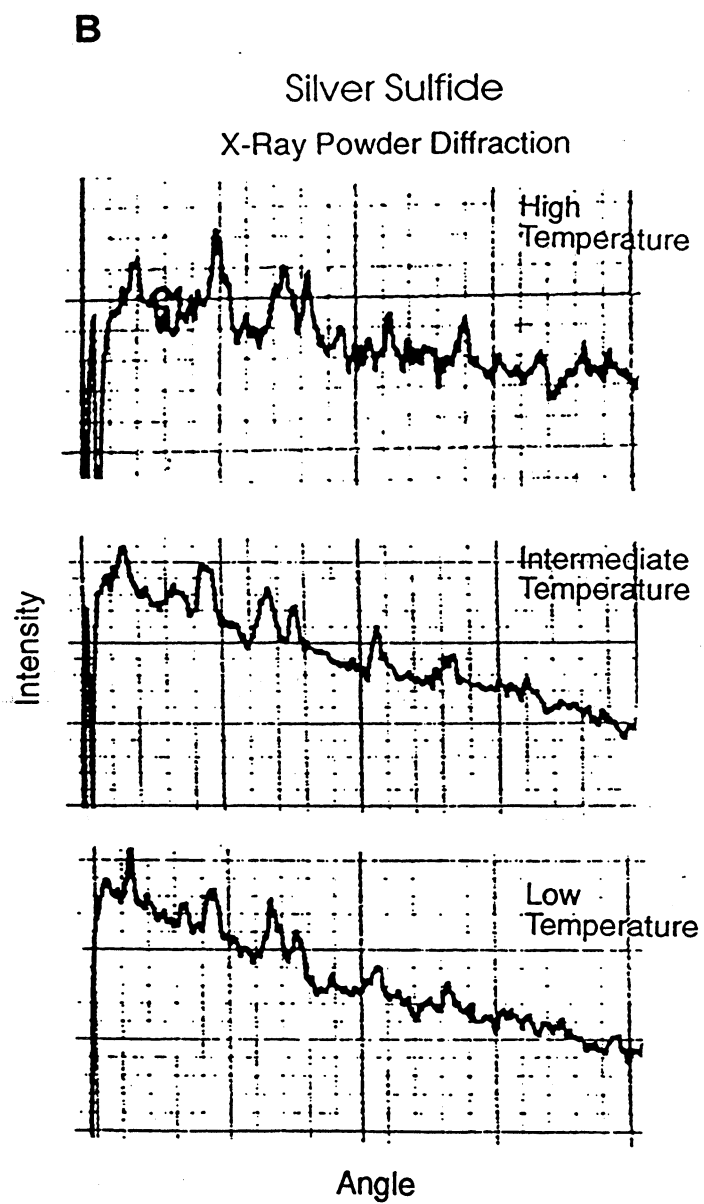 B
Silver Sulfide
X-Ray Powder Diffraction
High
Temperature
Intermediate
Temperature
Intensity
Low
Temperature
Angle